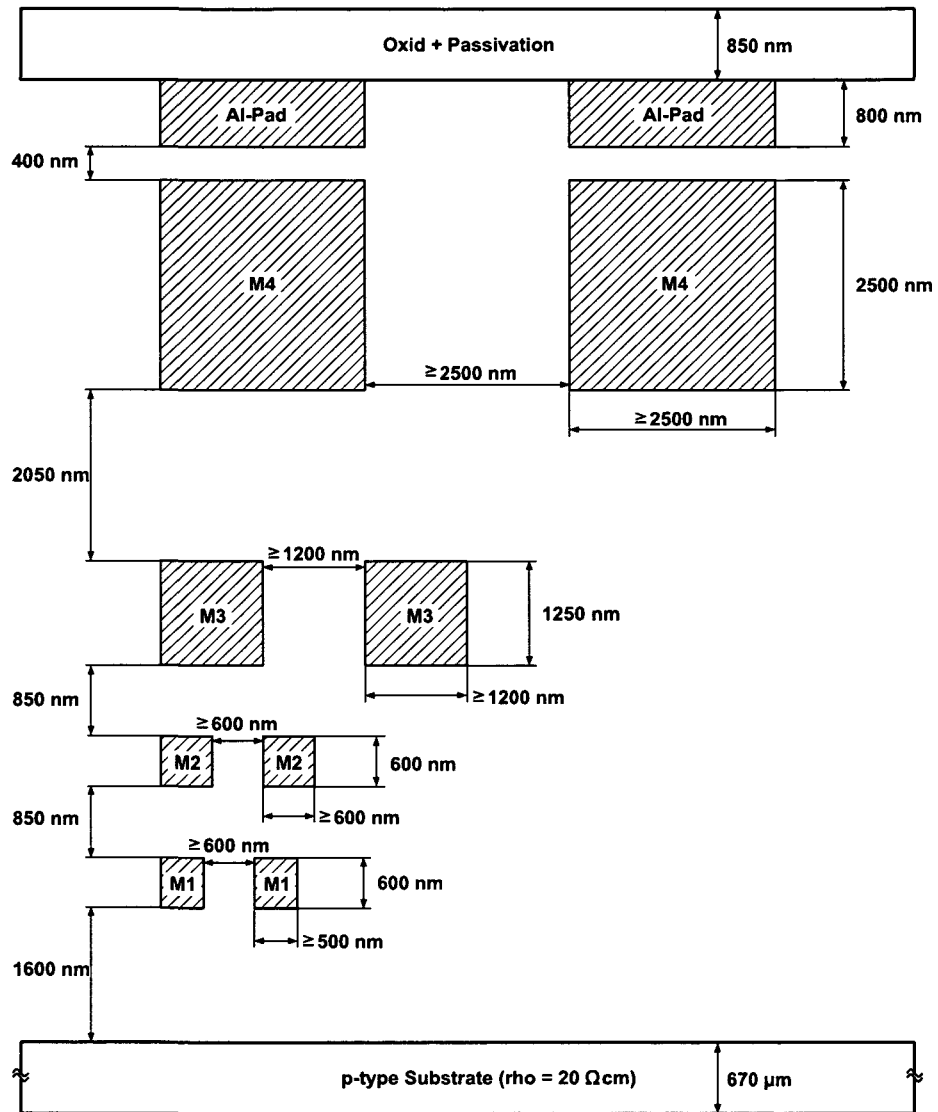 Oxid + Passivation
850 nm
Al-Pad
Al-Pad
800 nm
400 nm
M4
M4
2500 nm
≧2500 nm
≧2500 nm
2050 nm
≧1200 nm
M3
M3
1250 nm
≧1200 nm
850 nm
≧600 nm
M2
M2
600 nm
≧600 nm
850 nm
≧600 nm
M1
M1
600 nm
≧500 nm
1600 nm
p-type Substrate (rho = 20 Ωcm)
670 µm